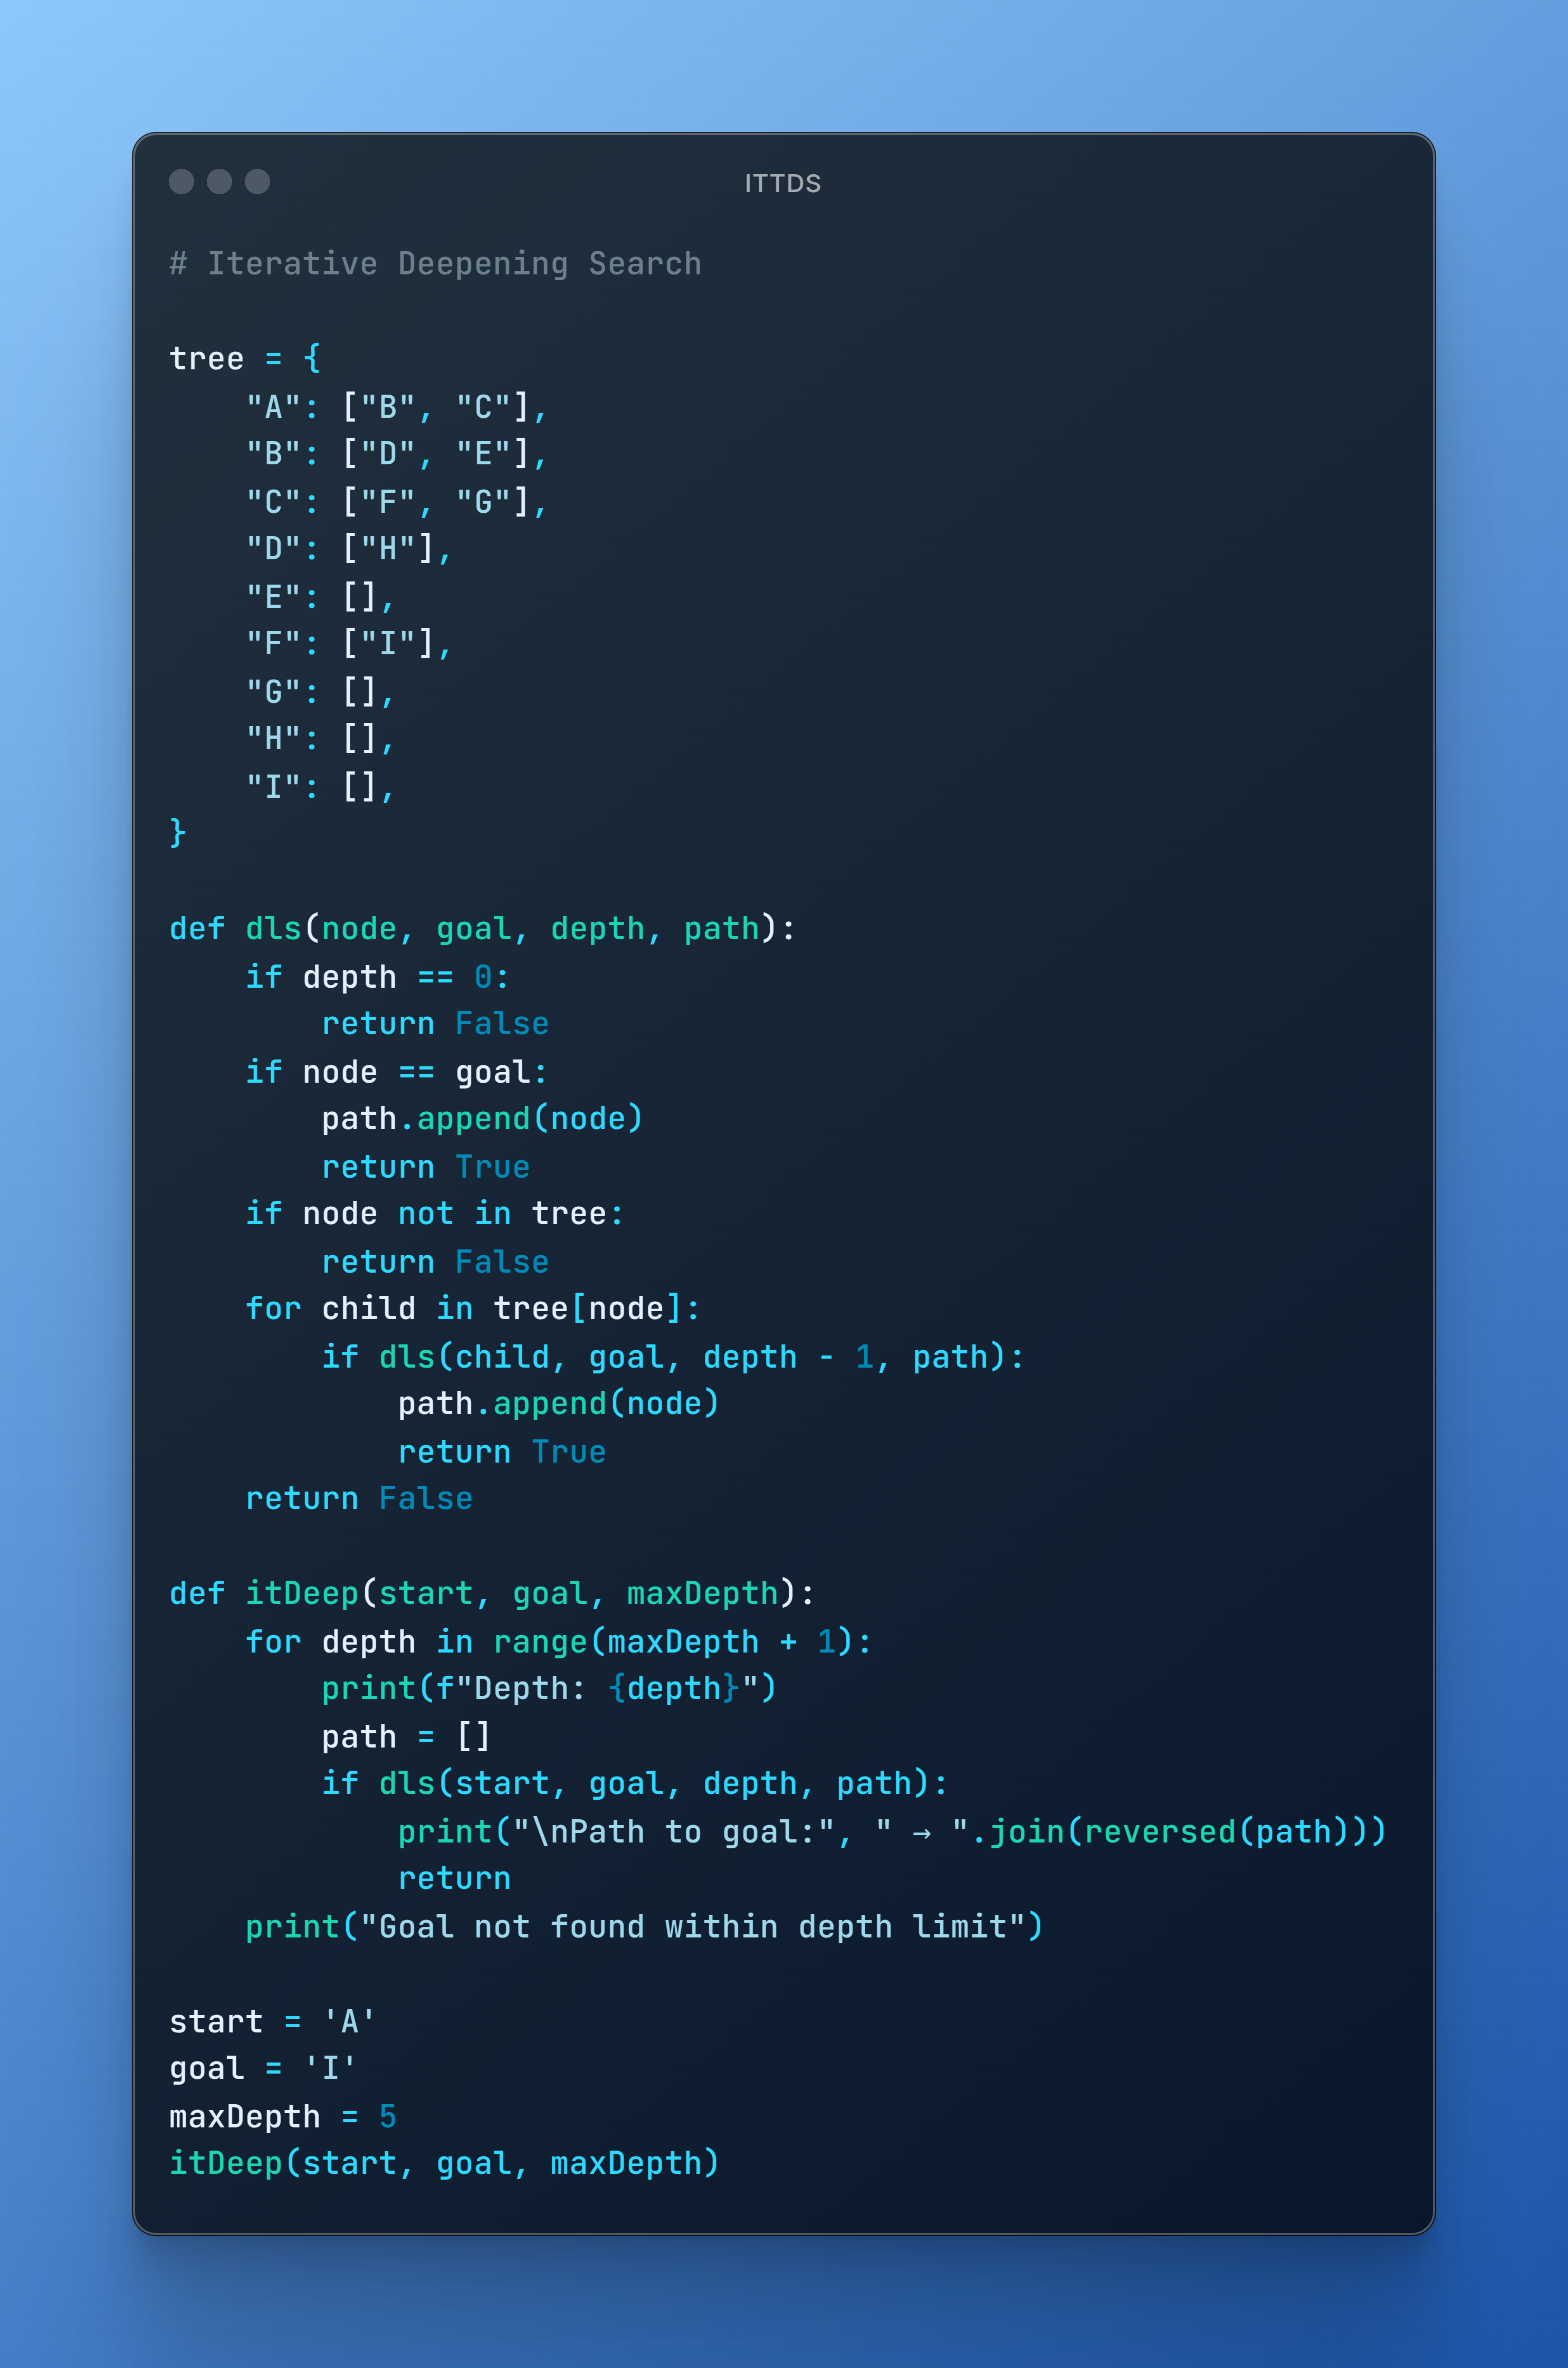 ITTDS
# Iterative Deepening Search
tree = {
    "A": ["B", "C"],
    "B": ["D", "E"],
    "C": ["F", "G"],
    "D": ["H"],
    "E": [],
    "F": ["I"],
    "G": [],
    "H": [],
    "I": [],
}
def dls(node, goal, depth, path):
    if depth == 0:
        return False
    if node == goal:
        path.append(node)
        return True
    if node not in tree:
        return False
    for child in tree[node]:
        if dls(child, goal, depth - 1, path):
            path.append(node)
            return True
    return False
def itDeep(start, goal, maxDepth):
    for depth in range(maxDepth + 1):
        print(f"Depth: {depth}")
        path = []
        if dls(start, goal, depth, path):
            print("\nPath to goal:", " → ".join(reversed(path)))
            return
    print("Goal not found within depth limit")
start = 'A'
goal = 'I'
maxDepth = 5
itDeep(start, goal, maxDepth)